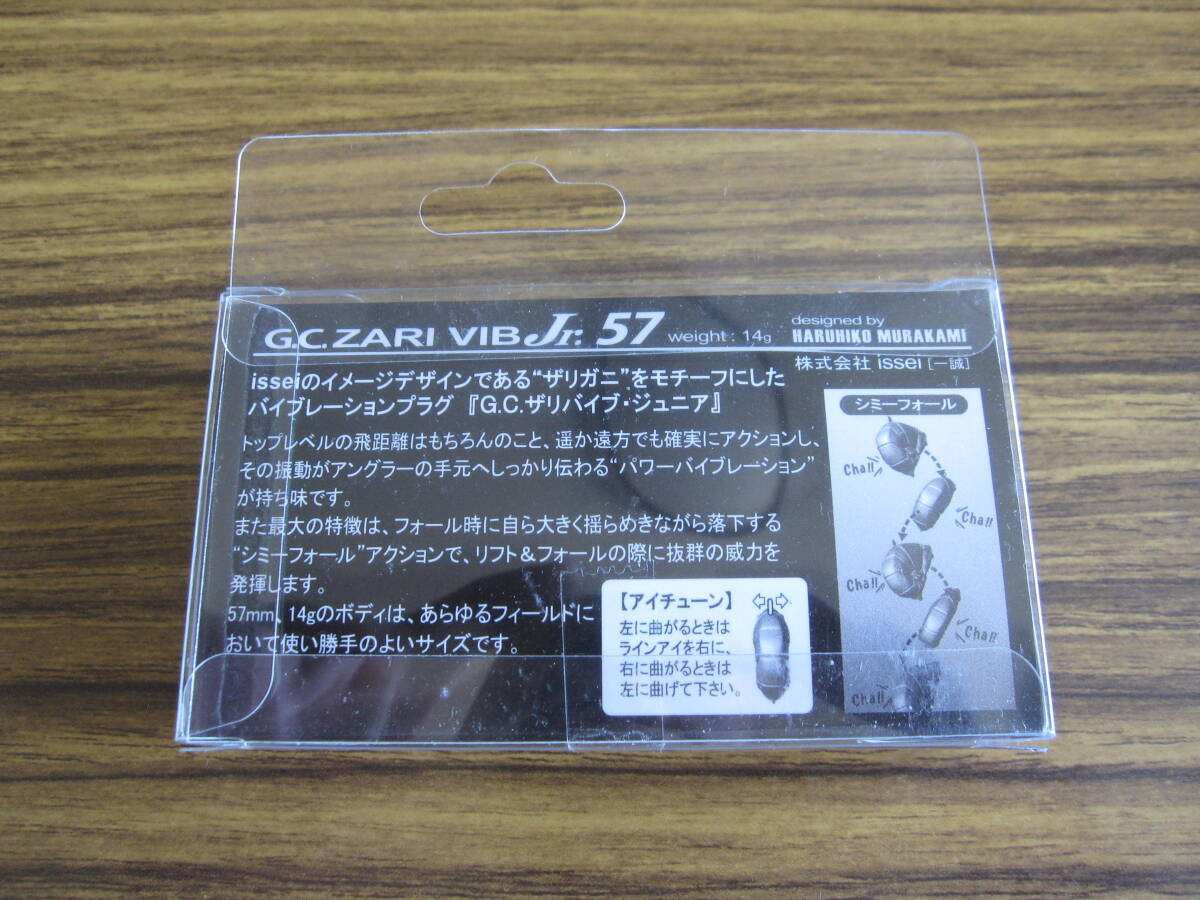 G.C.ZARI VIB Jr. 57 weight : 14g
designed by
HARUHIKO MURAKAMI
株式会社 issei [一誠]
isseiのイメージデザインである“ザリガニ”をモチーフにした
バイブレーションプラグ 『G.C.ザリバイブ・ジュニア』
トップレベルの飛距離はもちろんのこと、遥か遠方でも確実にアクションし、
その振動がアングラーの手元へしっかり伝わる“パワーバイブレーション”
が持ち味です。
また最大の特徴は、フォール時に自ら大きく揺らめきながら落下する
“シミーフォール”アクションで、リフト＆フォールの際に抜群の威力を
発揮します。
57mm、14gのボディは、あらゆるフィールドに
おいて使い勝手のよいサイズです。
【アイチューン】
左に曲がるときは
ラインアイを右に、
右に曲がるときは
左に曲げて下さい。
シミーフォール
Cha!!
Cha!!
Cha!!
Cha!!
Cha!!